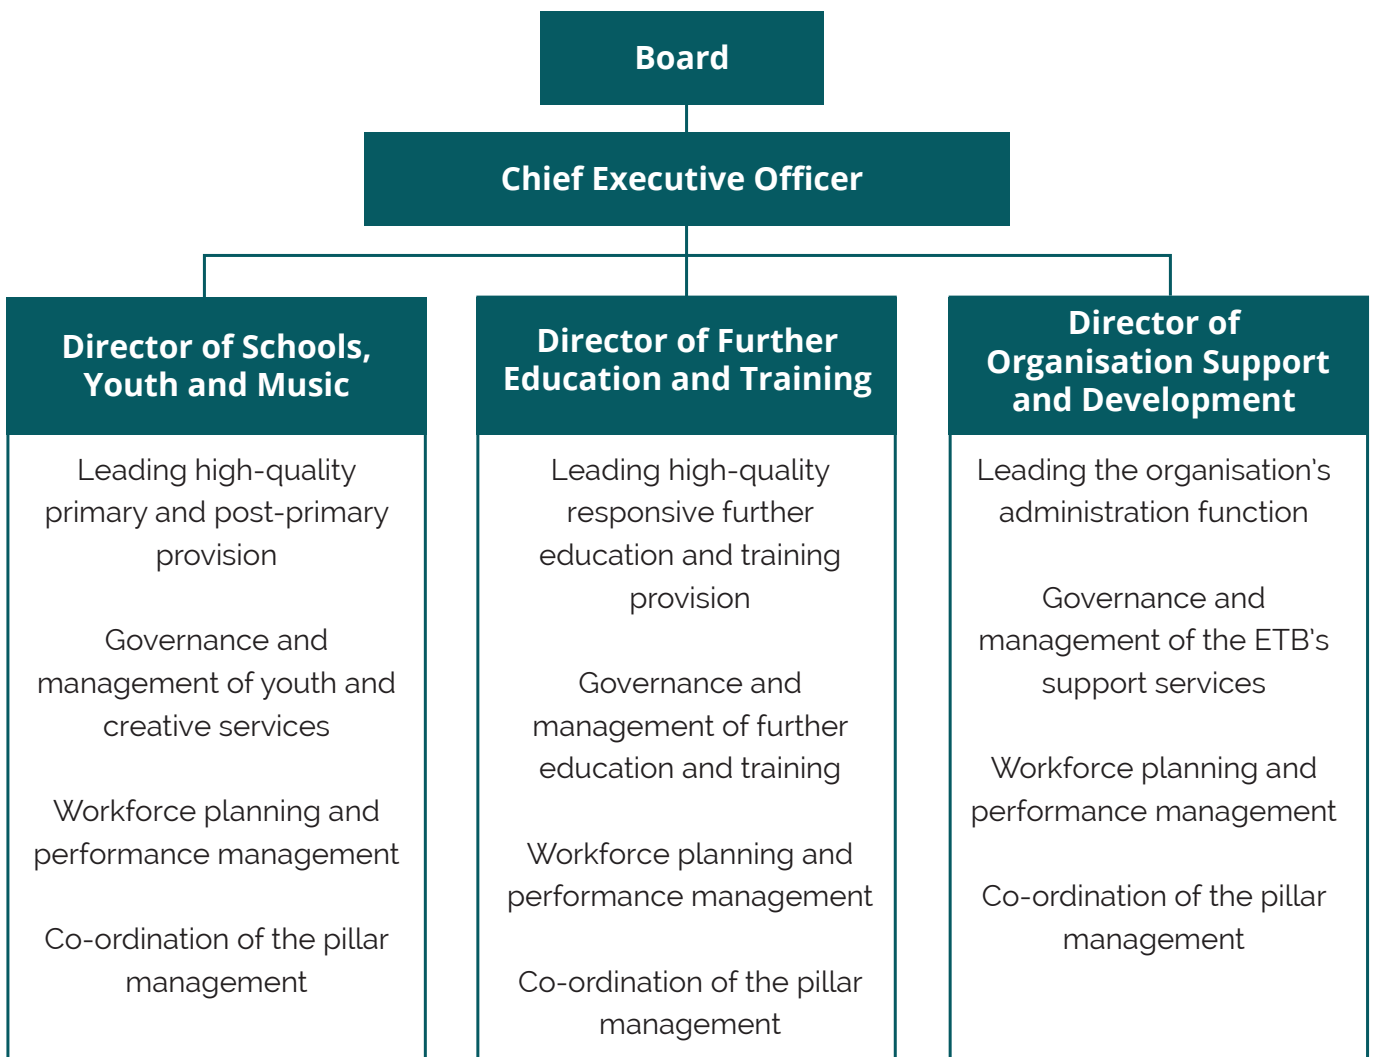 Board
Chief Executive Officer
Director of Schools,
Youth and Music
Leading high-quality
primary and post-primary
provision
Governance and
management of youth and
creative services
Workforce planning and
performance management
Co-ordination of the pillar
management
Director of Further
Education and Training
Leading high-quality
responsive further
education and training
provision
Governance and
management of further
education and training
Workforce planning and
performance management
Co-ordination of the pillar
management
Director of
Organisation Support
and Development
Leading the organisation's
administration function
Governance and
management of the ETB's
support services
Workforce planning and
performance management
Co-ordination of the pillar
management